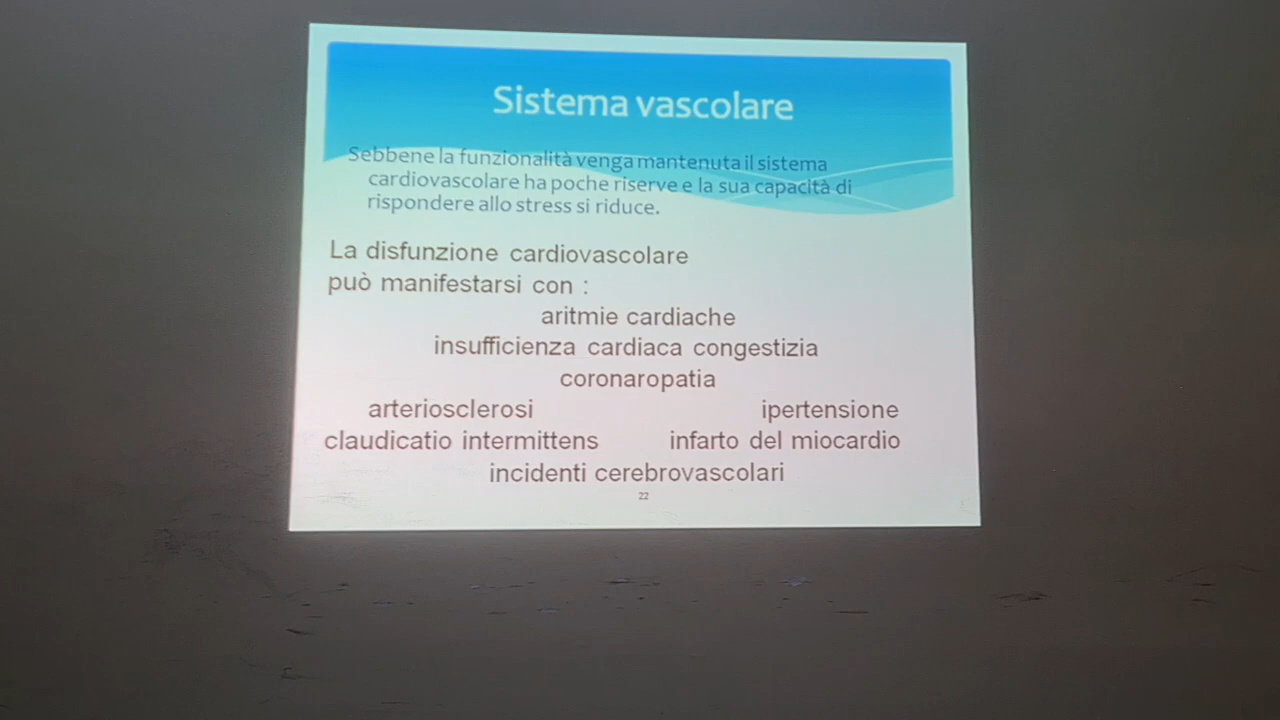 Sistema vascolare
Sebbene la funzionalità venga mantenuta il sistema
cardiovascolare ha poche riserve e la sua capacità di
rispondere allo stress si riduce.
La disfunzione cardiovascolare
può manifestarsi con :
aritmie cardiache
insufficienza cardiaca congestizia
coronaropatia
arteriosclerosi ipertensione
claudicatio intermittens infarto del miocardio
incidenti cerebrovascolari
22